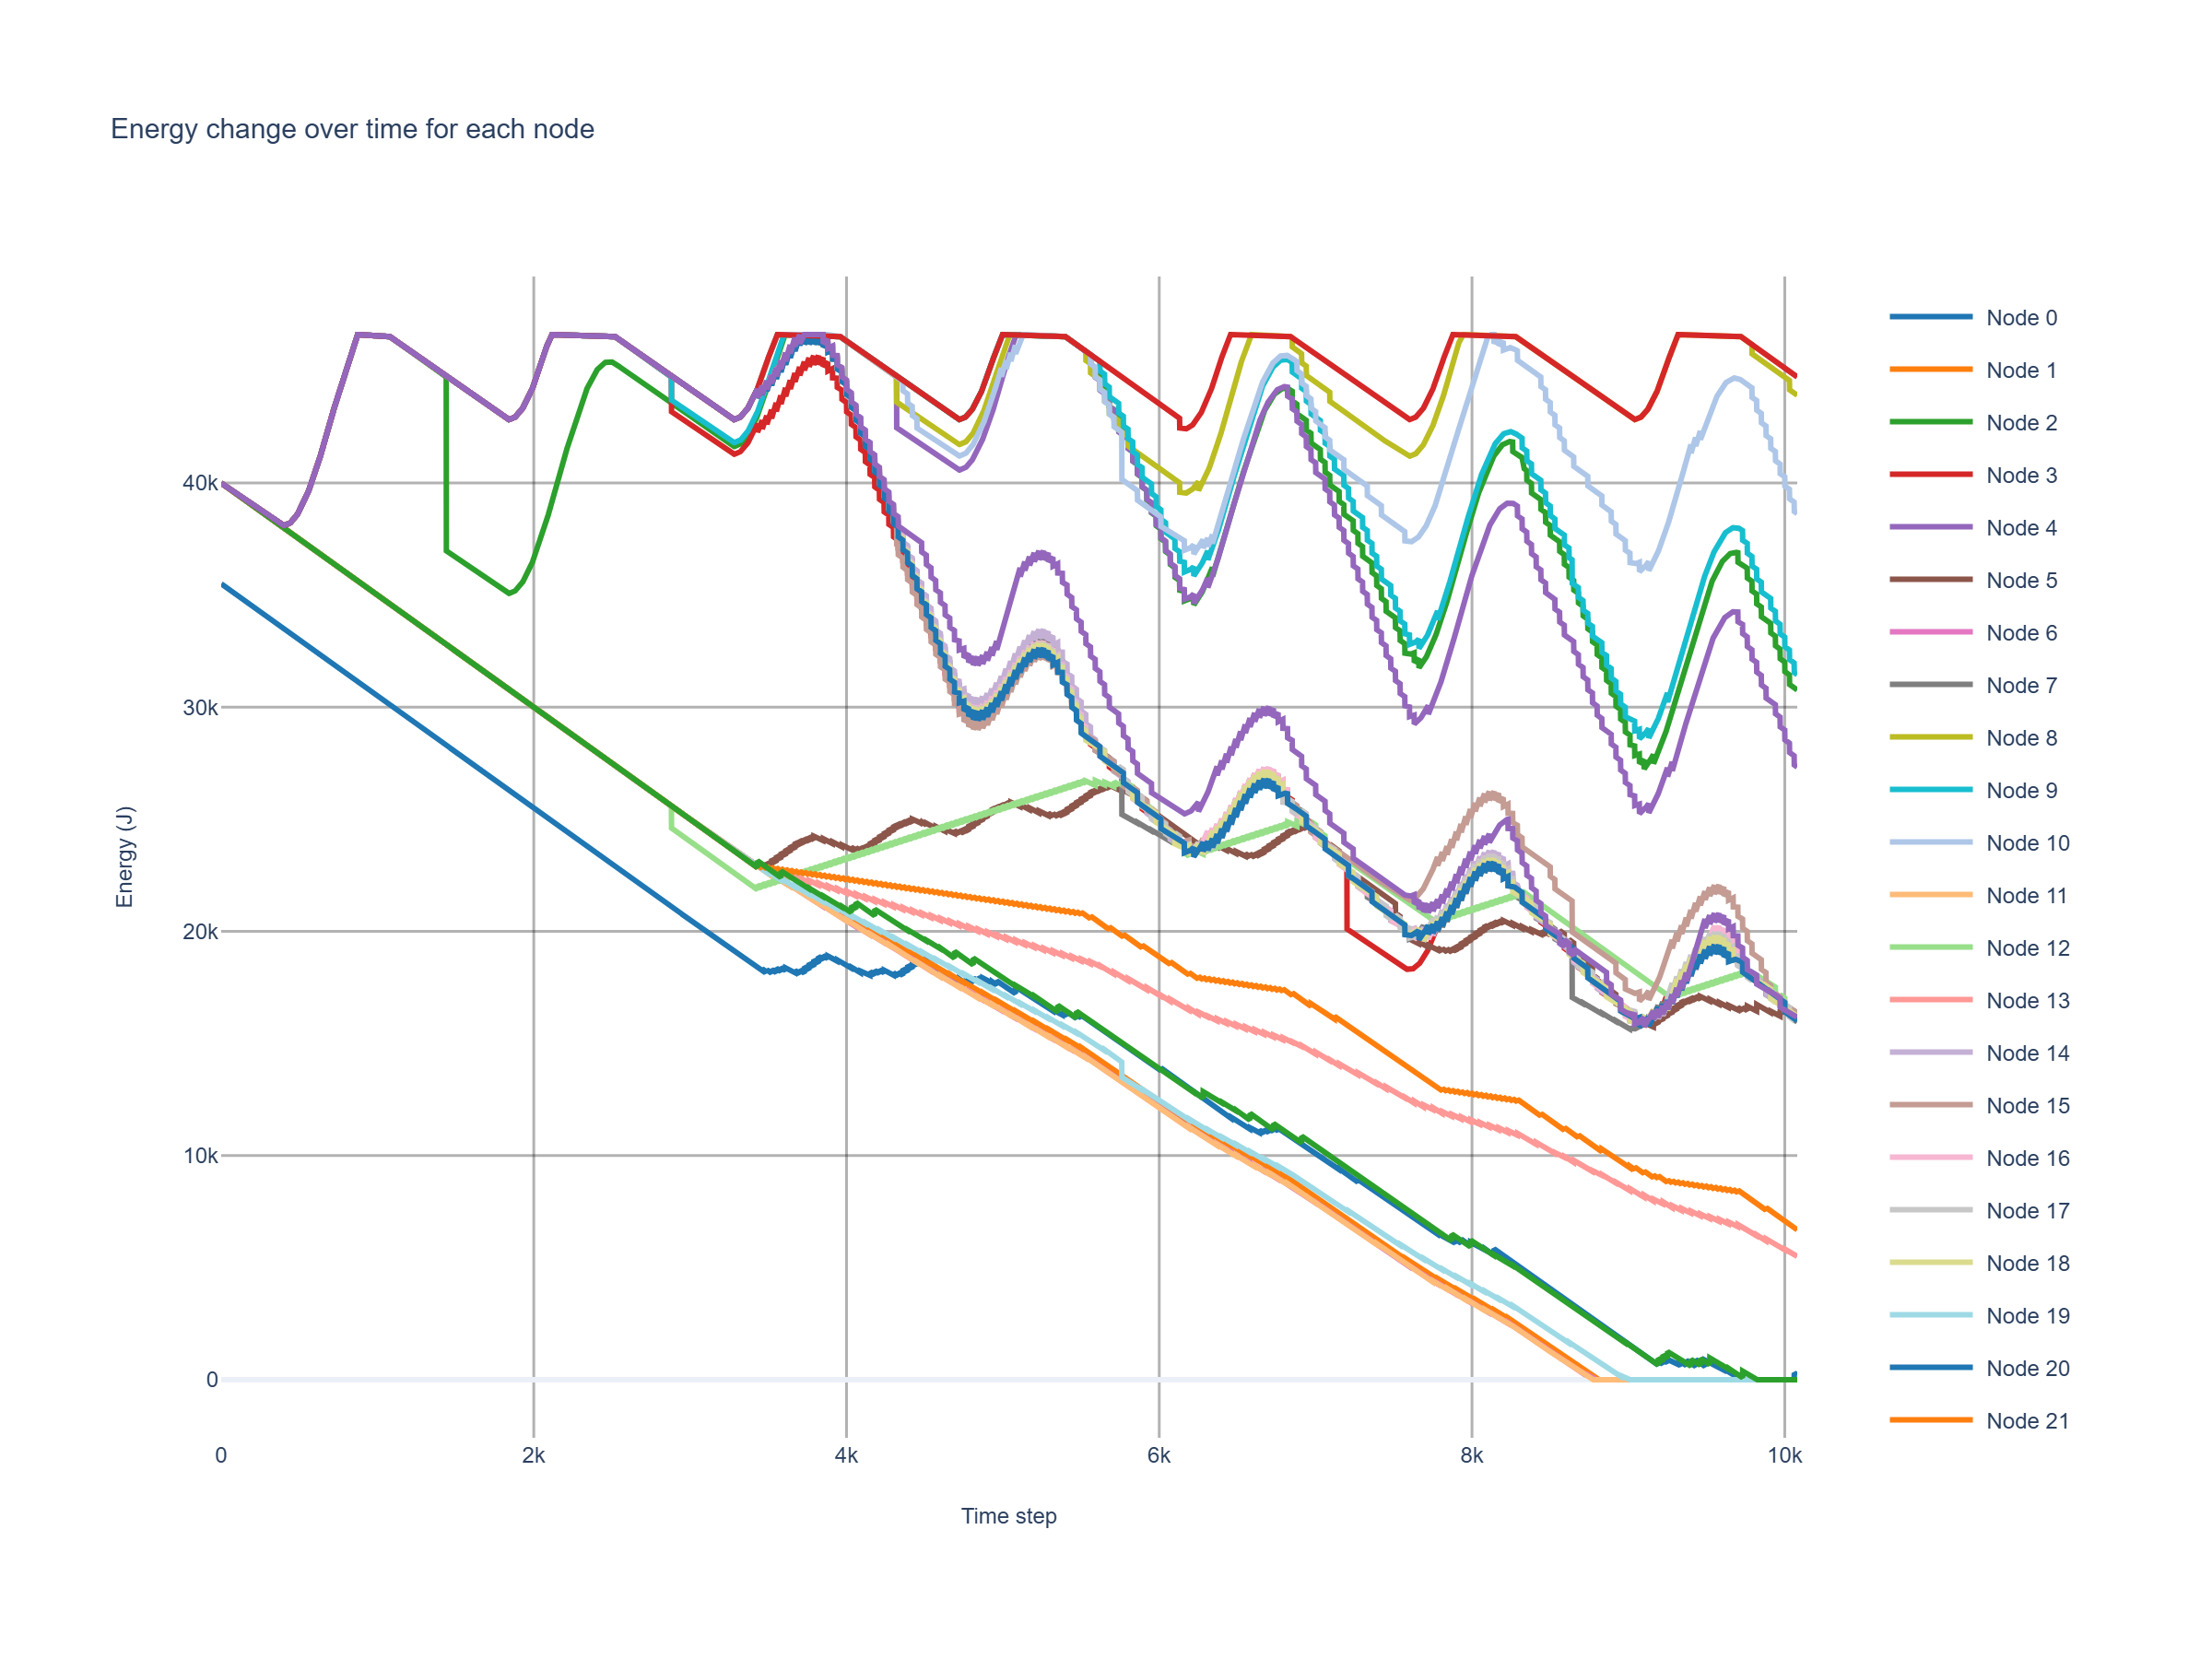 Energy change over time for each node
Energy (J)
40k
30k
20k
10k
0
0
2k
4k
6k
8k
10k
Time step
Node 0
Node 1
Node 2
Node 3
Node 4
Node 5
Node 6
Node 7
Node 8
Node 9
Node 10
Node 11
Node 12
Node 13
Node 14
Node 15
Node 16
Node 17
Node 18
Node 19
Node 20
Node 21